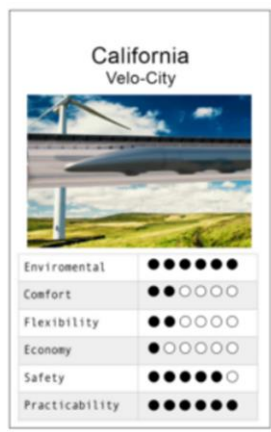 California
Velo-City
Enviromental ●●●●●●
Comfort ●●○○○○
Flexibility ●●○○○○
Economy ●○○○○○
Safety ●●●●●○
Practicability ●●●●●●